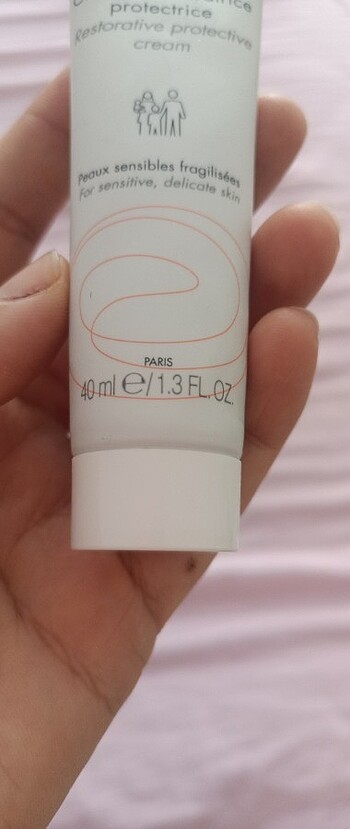 protectrice
Restorative protective
cream
Peaux sensibles fragilisées
For sensitive, delicate skin
PARIS
40 ml ℮/1.3 FL.OZ.